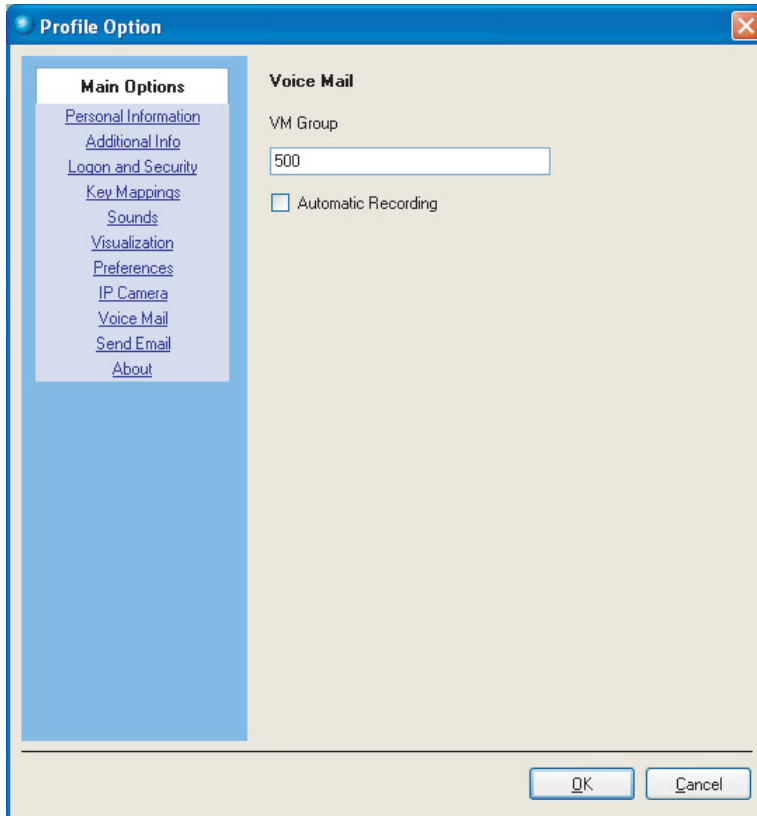 Profile Option
Main Options
Personal Information
Additional Info
Logon and Security
Key Mappings
Sounds
Visualization
Preferences
IP Camera
Voice Mail
Send Email
About
Voice Mail
VM Group
500
Automatic Recording
OK
Cancel